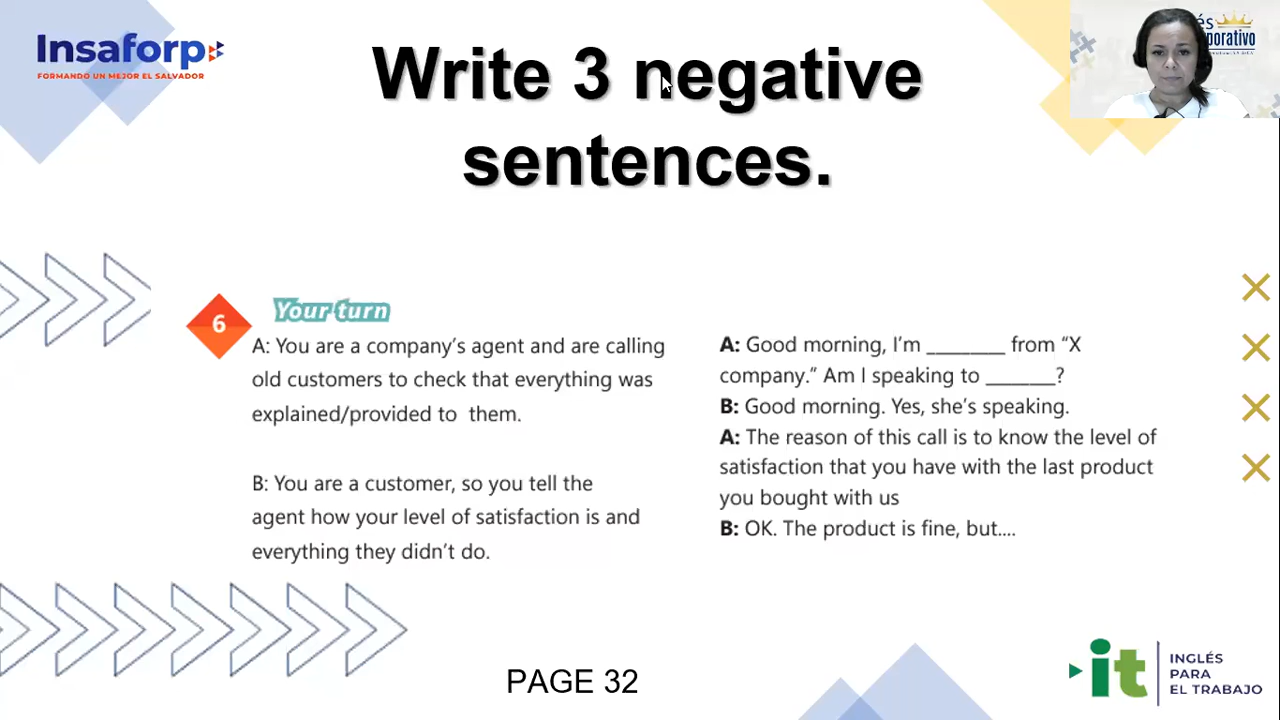 Insaforp
FORMANDO UN MEJOR EL SALVADOR
Write 3 negative
sentences.
6
Your turn
A: You are a company's agent and are calling
old customers to check that everything was
explained/provided to them.
B: You are a customer, so you tell the
agent how your level of satisfaction is and
everything they didn't do.
A: Good morning, I'm ________ from “X
company.” Am I speaking to _______?
B: Good morning. Yes, she's speaking.
A: The reason of this call is to know the level of
satisfaction that you have with the last product
you bought with us
B: OK. The product is fine, but....
PAGE 32
it
INGLÉS
PARA
EL TRABAJO